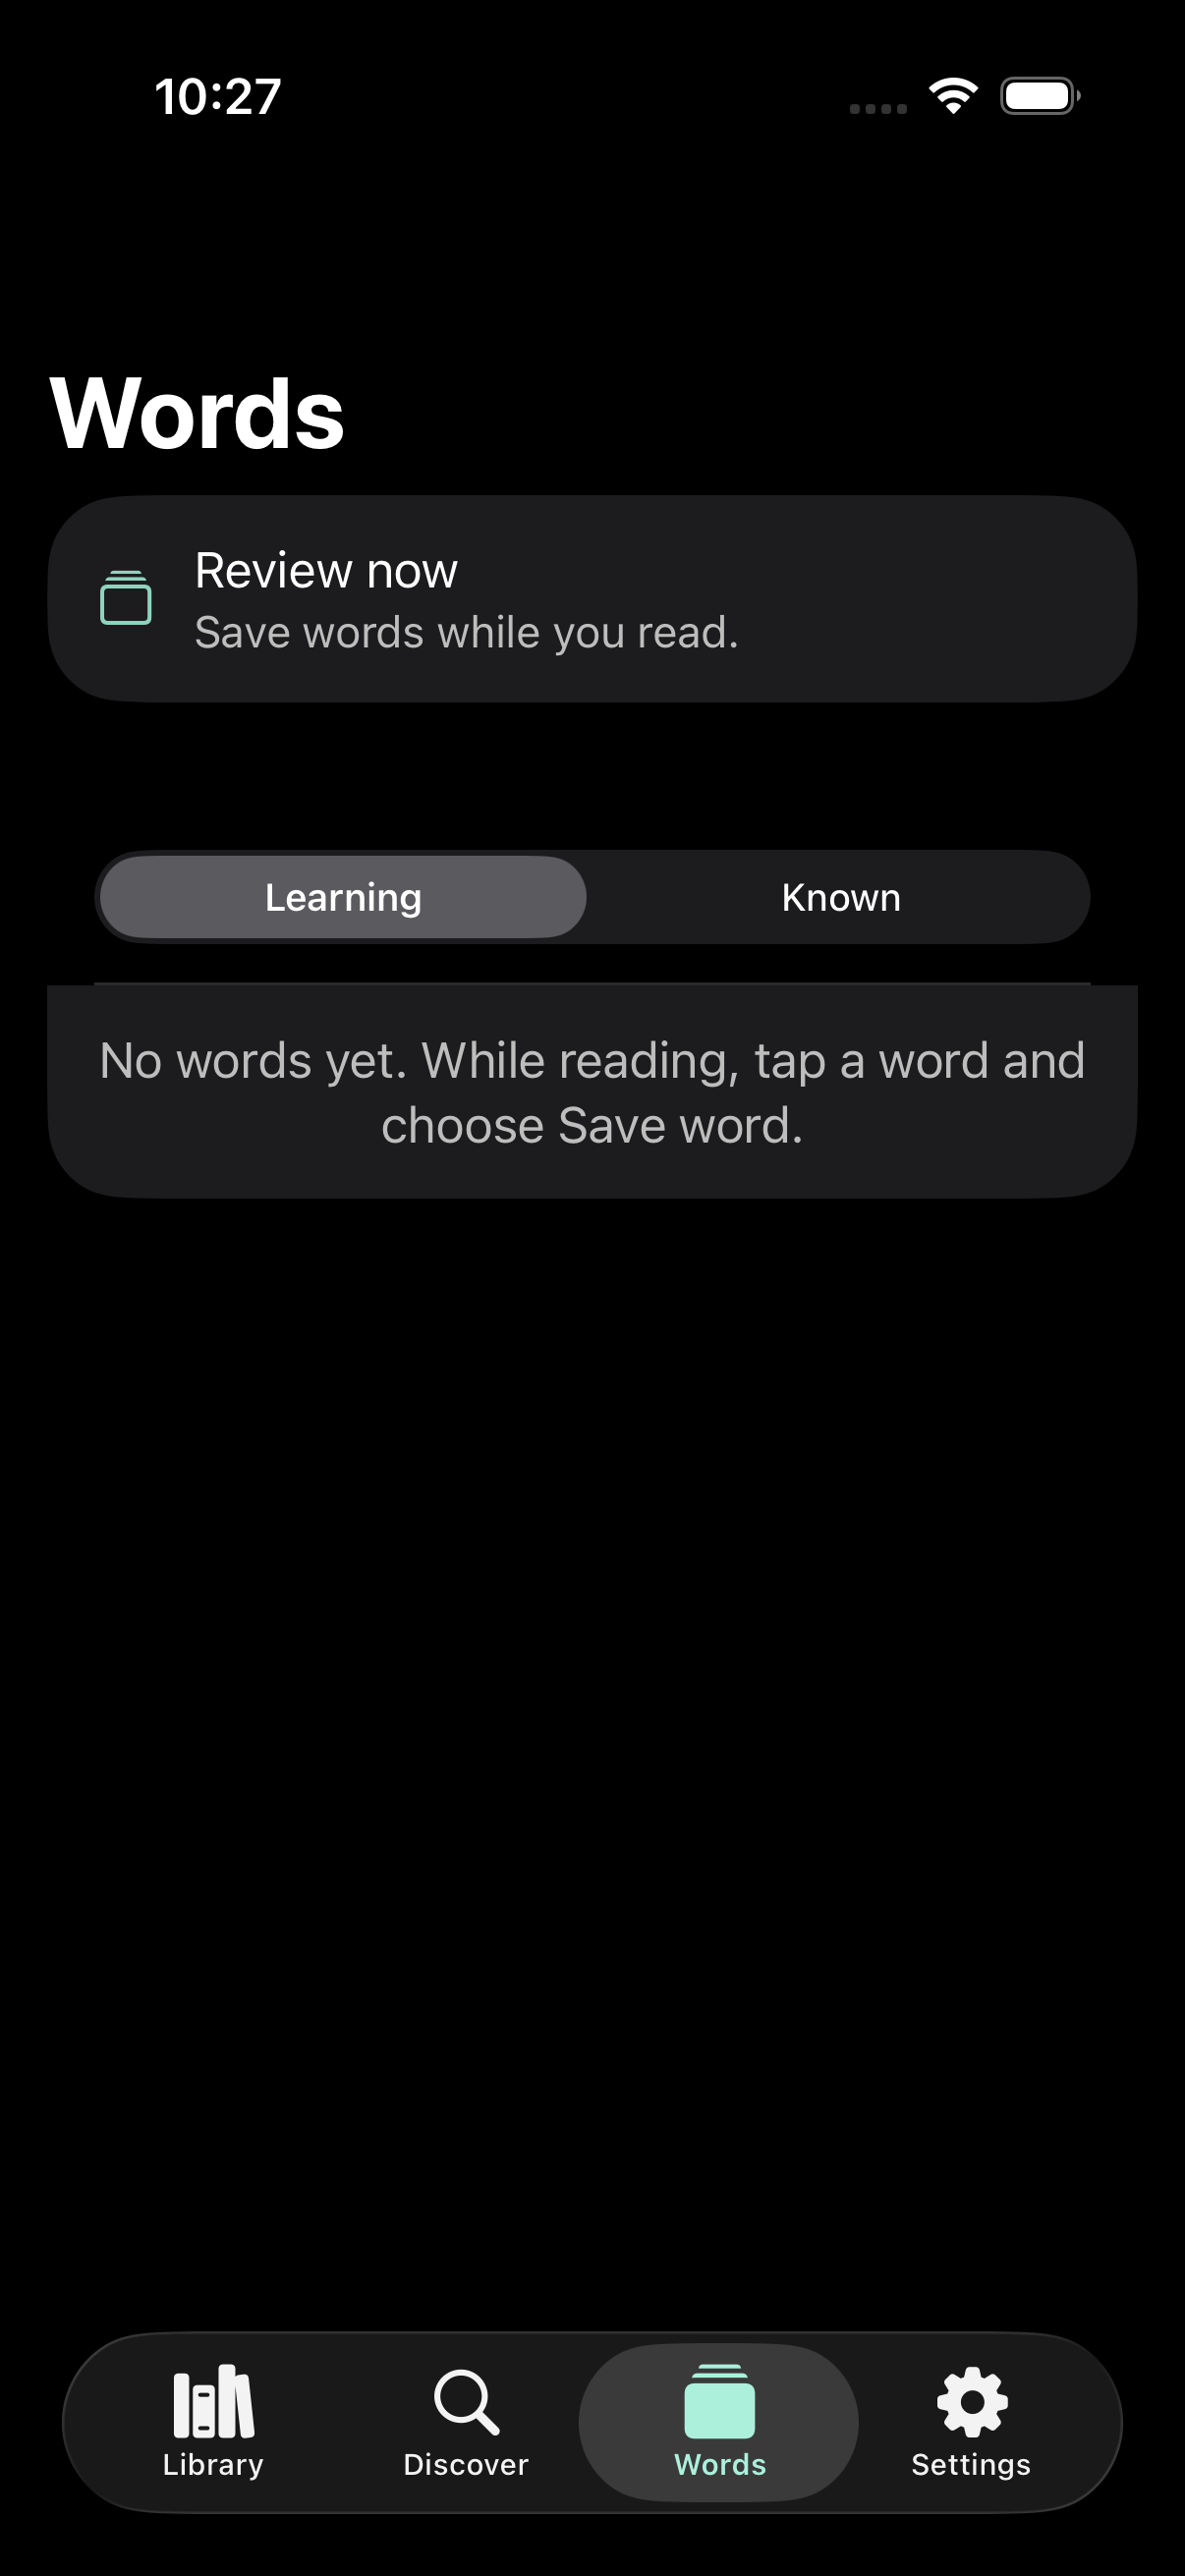 10:27
Words
Review now
Save words while you read.
Learning
Known
No words yet. While reading, tap a word and
choose Save word.
Library
Discover
Words
Settings